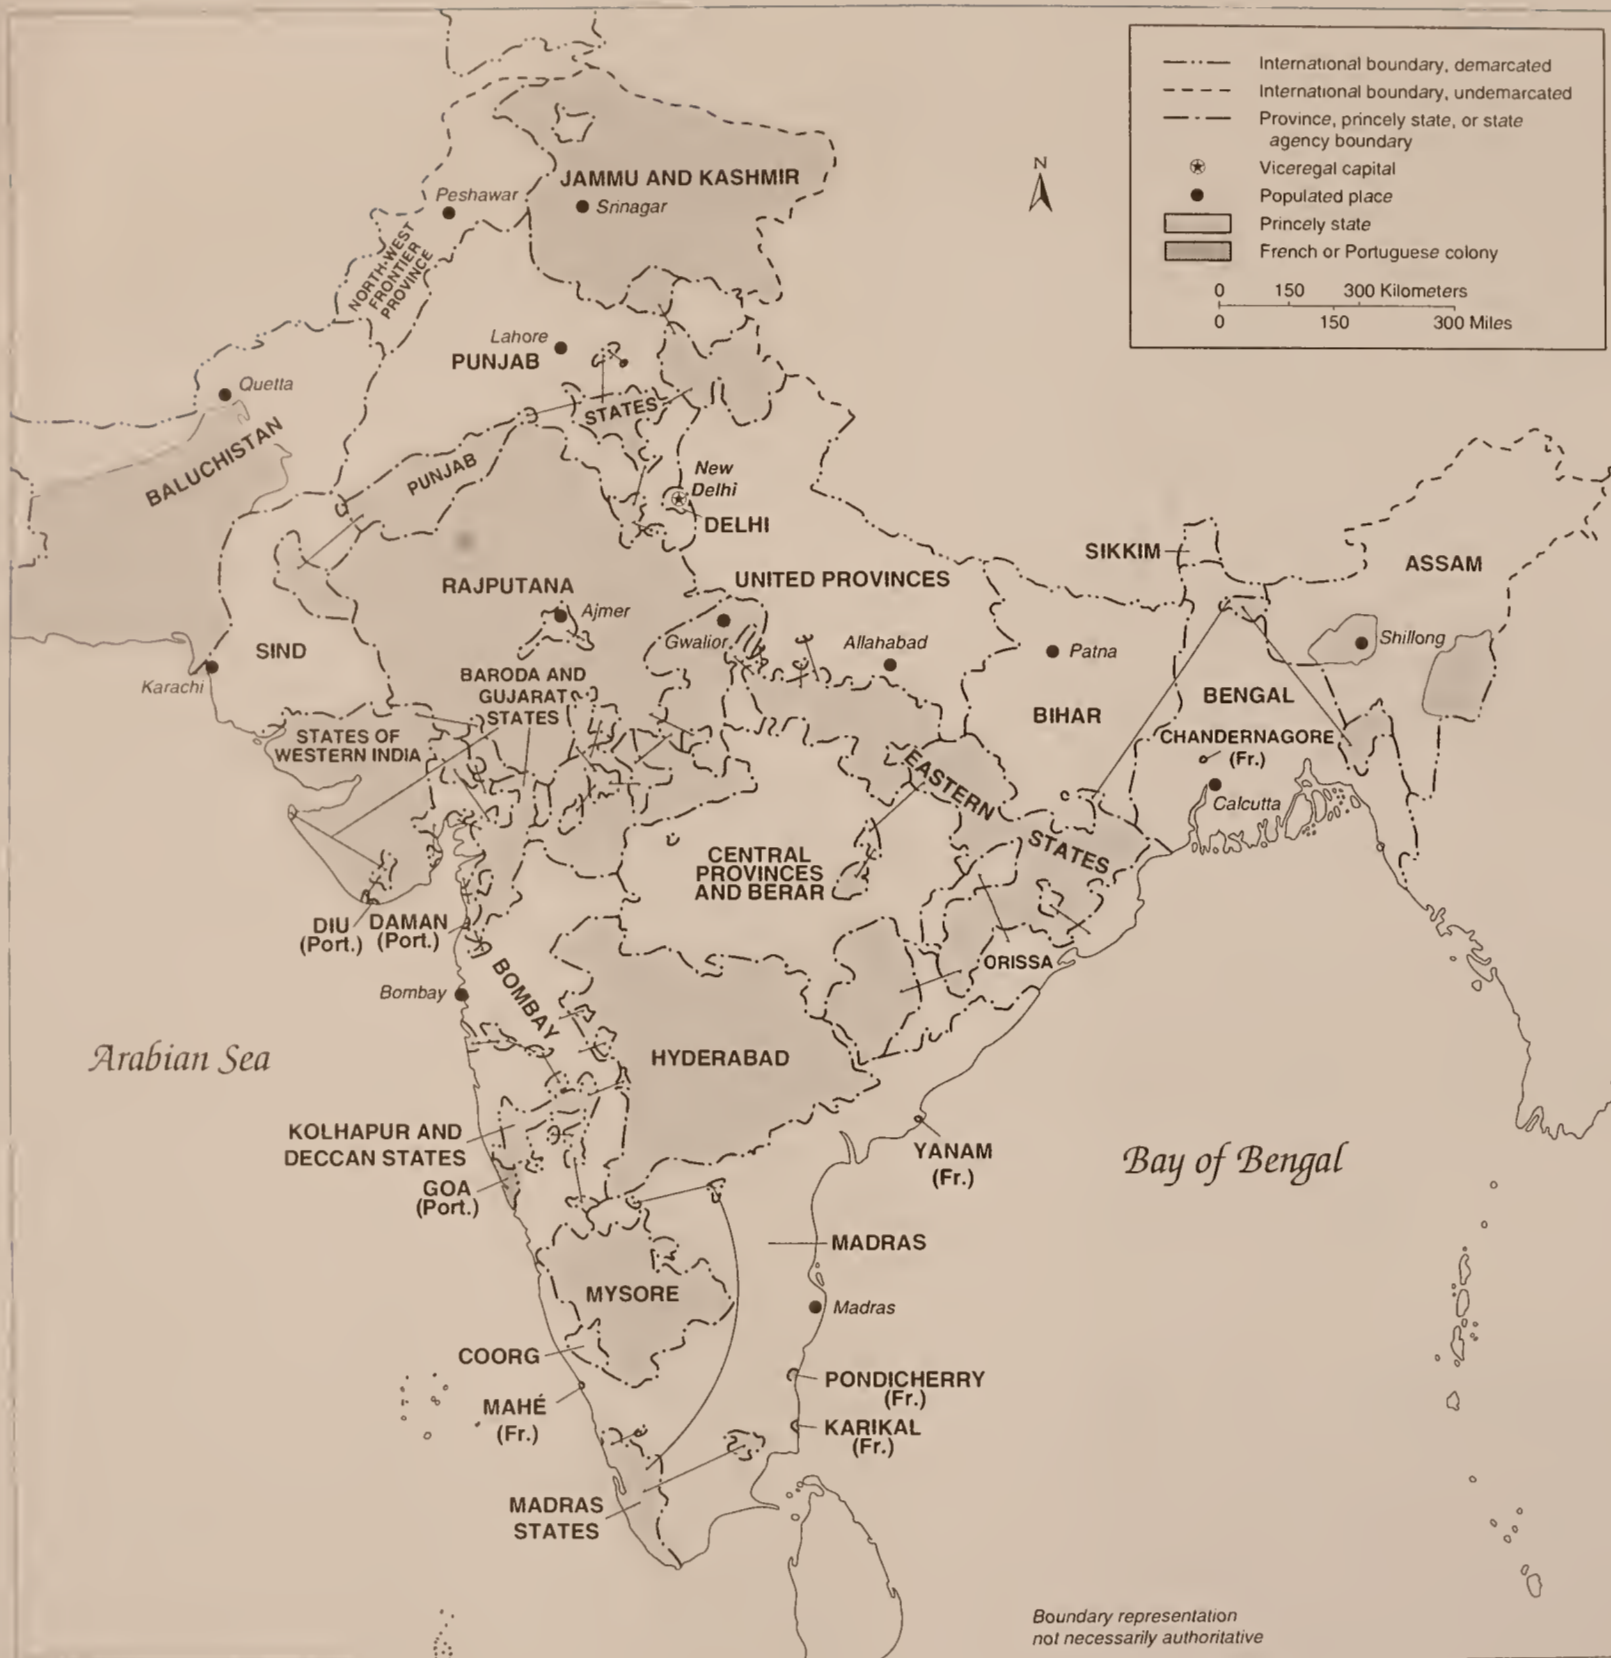 International boundary, demarcated
International boundary, undemarcated
Province, princely state, or state
agency boundary
Viceregal capital
Populated place
Princely state
French or Portuguese colony
0 150 300 Kilometers
0 150 300 Miles
N
JAMMU AND KASHMIR
Srinagar
Peshawar
NORTH-WEST
FRONTIER
PROVINCE
Lahore
PUNJAB
Quetta
STATES
BALUCHISTAN
PUNJAB
New
Delhi
DELHI
SIKKIM
ASSAM
RAJPUTANA
UNITED PROVINCES
Ajmer
Gwalior
Allahabad
Patna
Shillong
SIND
Karachi
BARODA AND
GUJARAT
STATES
BENGAL
BIHAR
STATES OF
WESTERN INDIA
CHANDERNAGORE
(Fr.)
Calcutta
EASTERN
STATES
CENTRAL
PROVINCES
AND BERAR
DIU
(Port.)
DAMAN
(Port.)
ORISSA
BOMBAY
Bombay
Arabian Sea
HYDERABAD
KOLHAPUR AND
DECCAN STATES
GOA
(Port.)
YANAM
(Fr.)
Bay of Bengal
MADRAS
MYSORE
Madras
COORG
MAHÉ
(Fr.)
PONDICHERRY
(Fr.)
KARIKAL
(Fr.)
MADRAS
STATES
Boundary representation
not necessarily authoritative